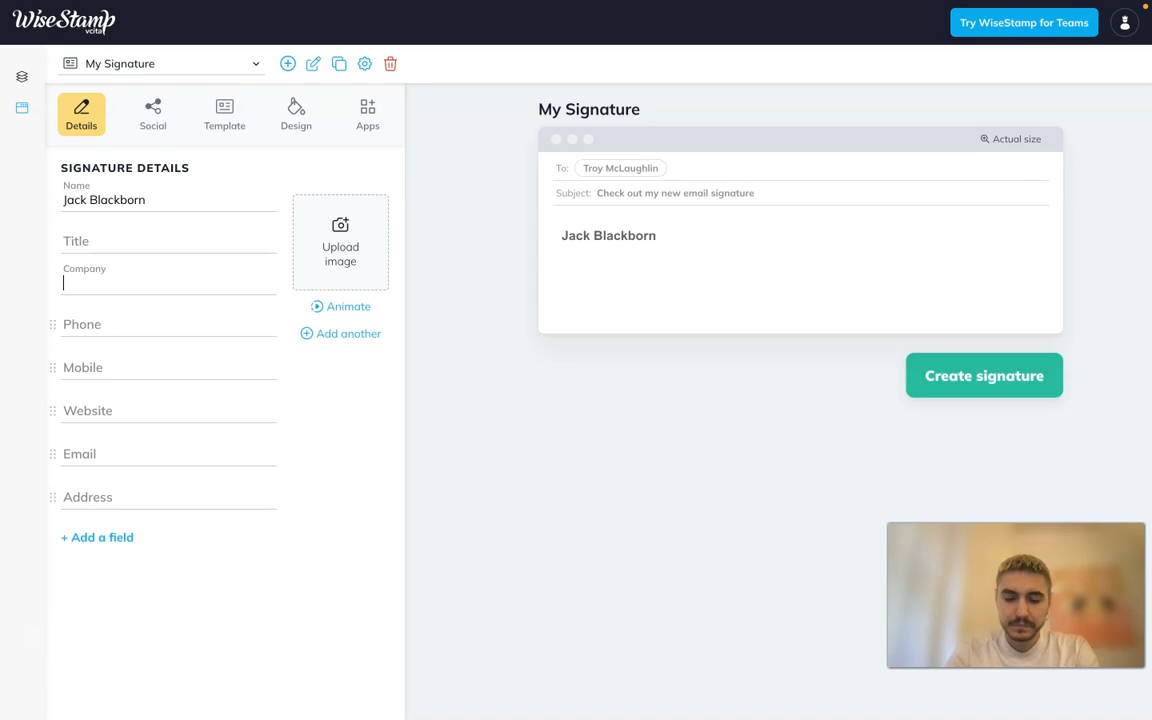 WiseStamp
vcita
Try WiseStamp for Teams
My Signature
Details
Social
Template
Design
Apps
SIGNATURE DETAILS
Name
Jack Blackborn
Title
Company
Phone
Mobile
Website
Email
Address
+ Add a field
Upload
image
Animate
Add another
My Signature
Actual size
To: Troy McLaughlin
Subject: Check out my new email signature
Jack Blackborn
Create signature